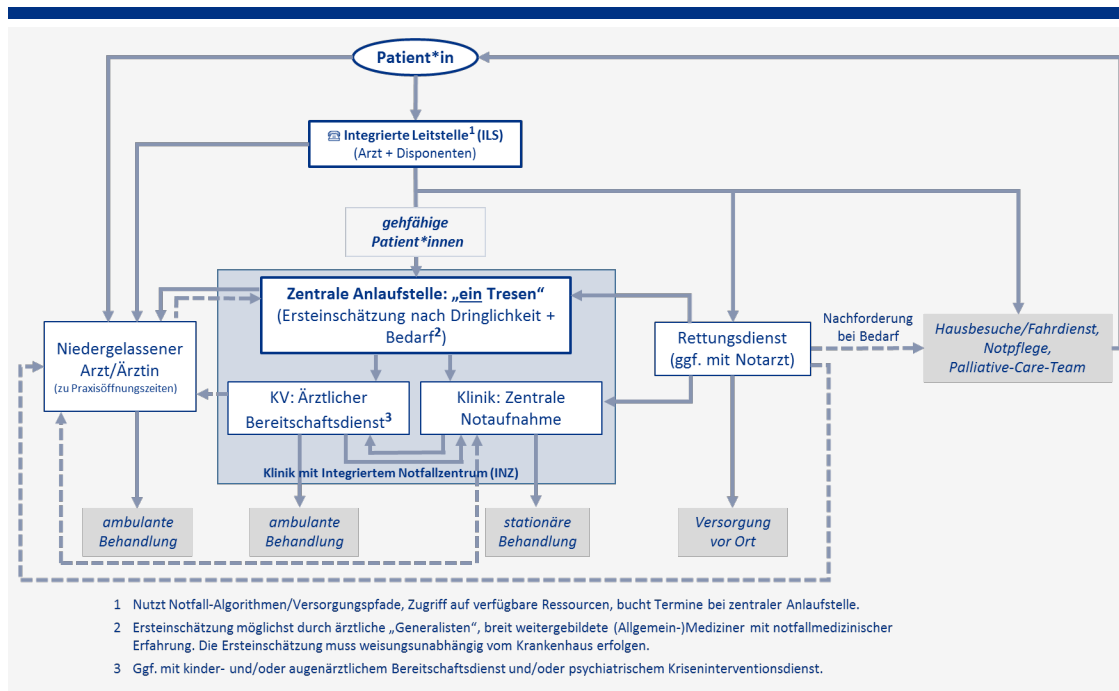 Patient*in
☎ Integrierte Leitstelle¹ (ILS)
(Arzt + Disponenten)
gehfähige
Patient*innen
Zentrale Anlaufstelle: „ein Tresen“
(Ersteinschätzung nach Dringlichkeit +
Bedarf²)
Niedergelassener
Arzt/Ärztin
(zu Praxisöffnungszeiten)
KV: Ärztlicher
Bereitschaftsdienst³
Klinik: Zentrale
Notaufnahme
Klinik mit Integriertem Notfallzentrum (INZ)
Rettungsdienst
(ggf. mit Notarzt)
Nachforderung
bei Bedarf
Hausbesuche/Fahrdienst,
Notpflege,
Palliative-Care-Team
ambulante
Behandlung
ambulante
Behandlung
stationäre
Behandlung
Versorgung
vor Ort
1 Nutzt Notfall-Algorithmen/Versorgungspfade, Zugriff auf verfügbare Ressourcen, bucht Termine bei zentraler Anlaufstelle.
2 Ersteinschätzung möglichst durch ärztliche „Generalisten“, breit weitergebildete (Allgemein-)Mediziner mit notfallmedizinischer
Erfahrung. Die Ersteinschätzung muss weisungsunabhängig vom Krankenhaus erfolgen.
3 Ggf. mit kinder- und/oder augenärztlichem Bereitschaftsdienst und/oder psychiatrischem Kriseninterventionsdienst.